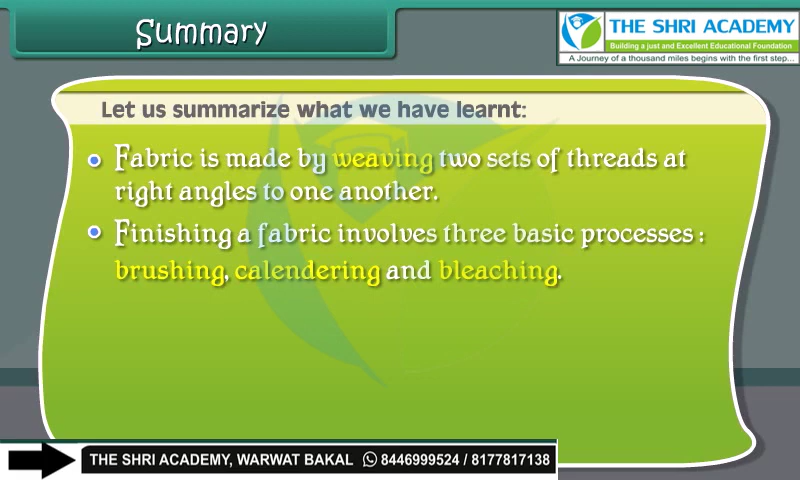 Summary
THE SHRI ACADEMY
Building a just and Excellent Educational Foundation
A Journey of a thousand miles begins with the first step...
Let us summarize what we have learnt:
Fabric is made by weaving two sets of threads at
right angles to one another.
Finishing a fabric involves three basic processes :
brushing, calendering and bleaching.
THE SHRI ACADEMY, WARWAT BAKAL 8446999524 / 8177817138